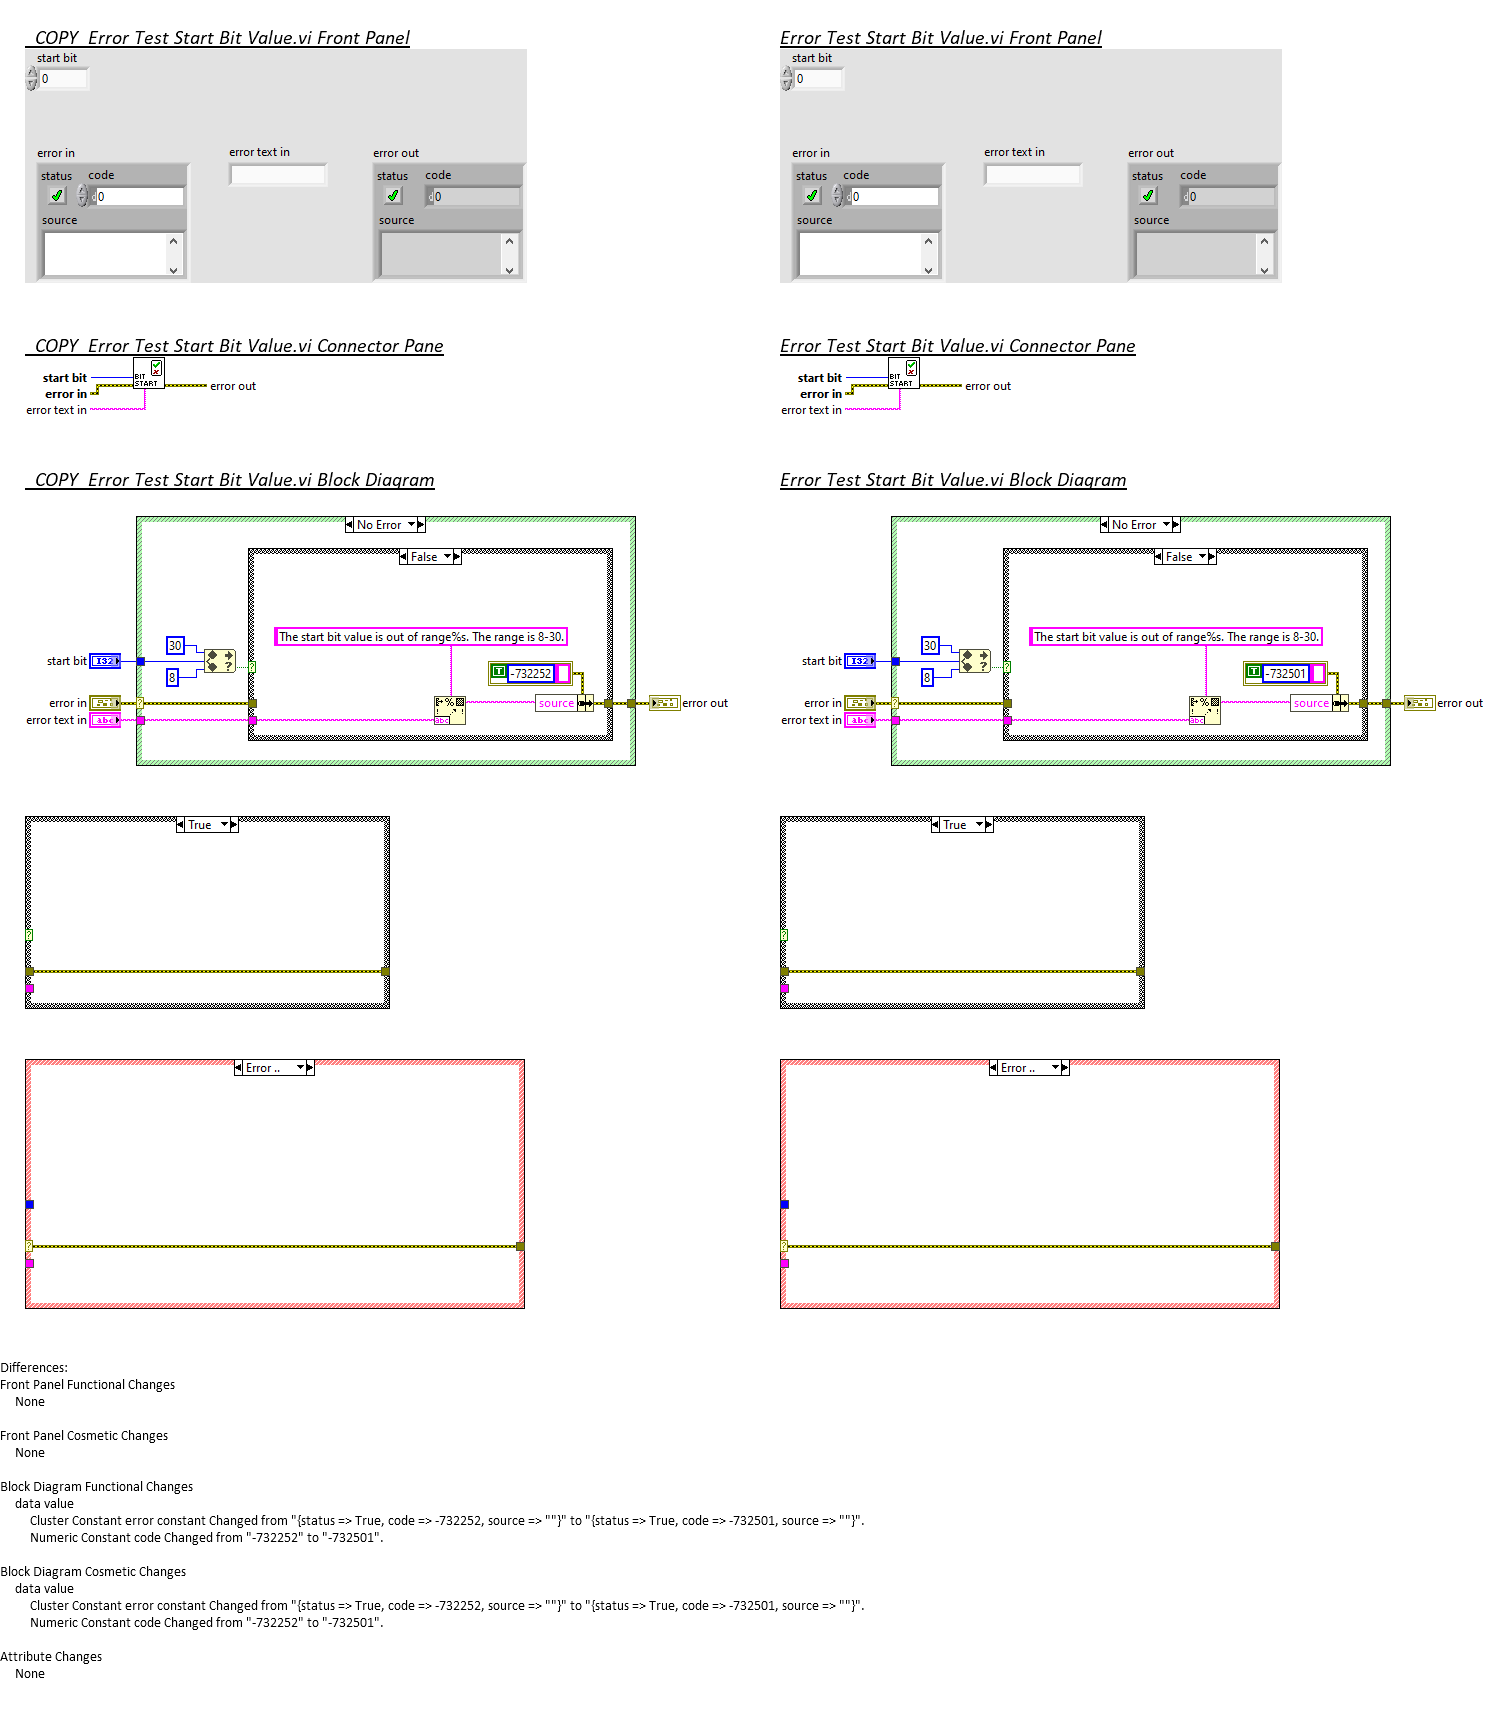 _COPY_Error Test Start Bit Value.vi Front Panel
start bit
0
error in
error text in
error out
status
code
d0
source
status
code
d0
source
Error Test Start Bit Value.vi Front Panel
start bit
0
error in
error text in
error out
status
code
d0
source
status
code
d0
source
_COPY_Error Test Start Bit Value.vi Connector Pane
BIT
START
start bit
error in
error text in
error out
Error Test Start Bit Value.vi Connector Pane
BIT
START
start bit
error in
error text in
error out
_COPY_Error Test Start Bit Value.vi Block Diagram
No Error
False
The start bit value is out of range%s. The range is 8-30.
30
8
start bit
I32
?
T
-732252
error in
?
%
source
error out
error text in
abc
abc
True
?
Error ..
?
Error Test Start Bit Value.vi Block Diagram
No Error
False
The start bit value is out of range%s. The range is 8-30.
30
8
start bit
I32
?
T
-732501
error in
?
%
source
error out
error text in
abc
abc
True
?
Error ..
?
Differences:
Front Panel Functional Changes
None
Front Panel Cosmetic Changes
None
Block Diagram Functional Changes
data value
Cluster Constant error constant Changed from "{status => True, code => -732252, source => ""}" to "{status => True, code => -732501, source => ""}".
Numeric Constant code Changed from "-732252" to "-732501".
Block Diagram Cosmetic Changes
data value
Cluster Constant error constant Changed from "{status => True, code => -732252, source => ""}" to "{status => True, code => -732501, source => ""}".
Numeric Constant code Changed from "-732252" to "-732501".
Attribute Changes
None